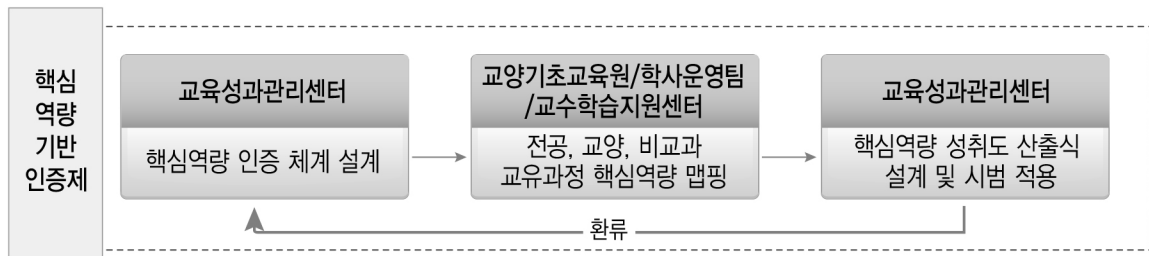 핵심
역량
기반
인증제
교육성과관리센터
핵심역량 인증 체계 설계
교양기초교육원/학사운영팀
/교수학습지원센터
전공, 교양, 비교과
교유과정 핵심역량 맵핑
교육성과관리센터
핵심역량 성취도 산출식
설계 및 시범 적용
환류